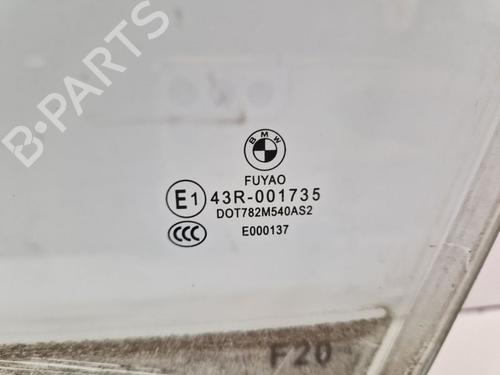 B-PARTS
BMW
FUYAO
E1 43R-001735
DOT782M540AS2
CCC E000137
F20